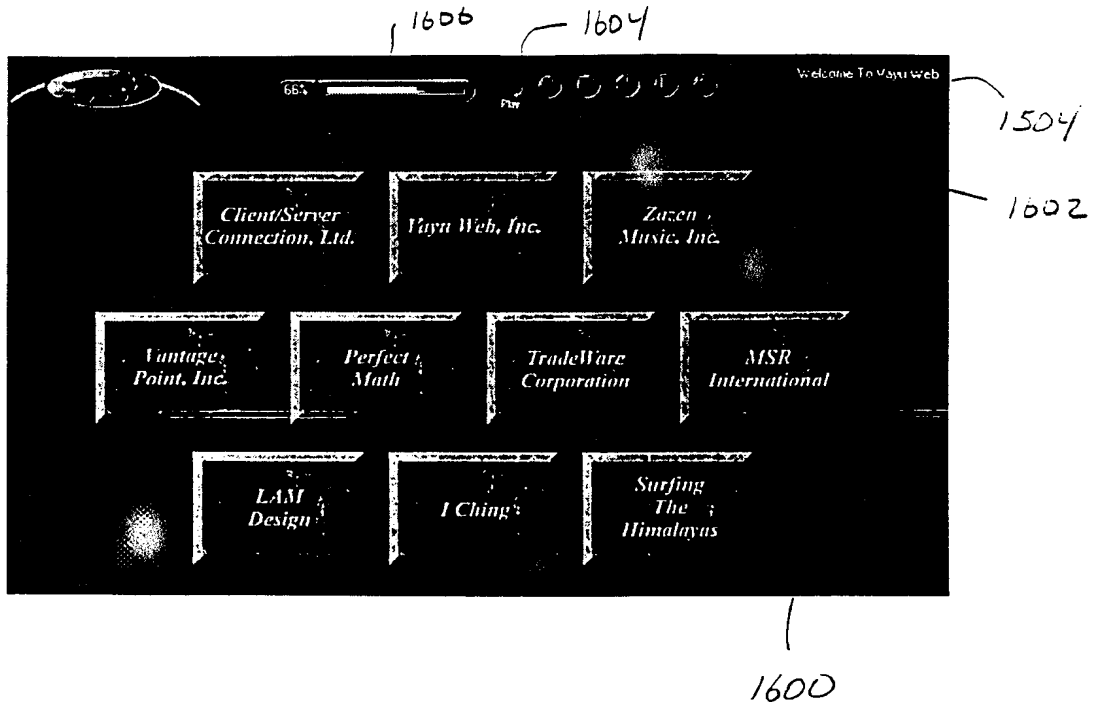 1606
1604
66%
Play
Welcome To Vayu Web
1504
1602
Client/Server
Connection, Ltd.
Vayu Web, Inc.
Zazen
Music, Inc.
Vantage
Point, Inc.
Perfect
Math
TradeWare
Corporation
MSR
International
LAM
Design
I Ching
Surfing
The
Himalayas
1600